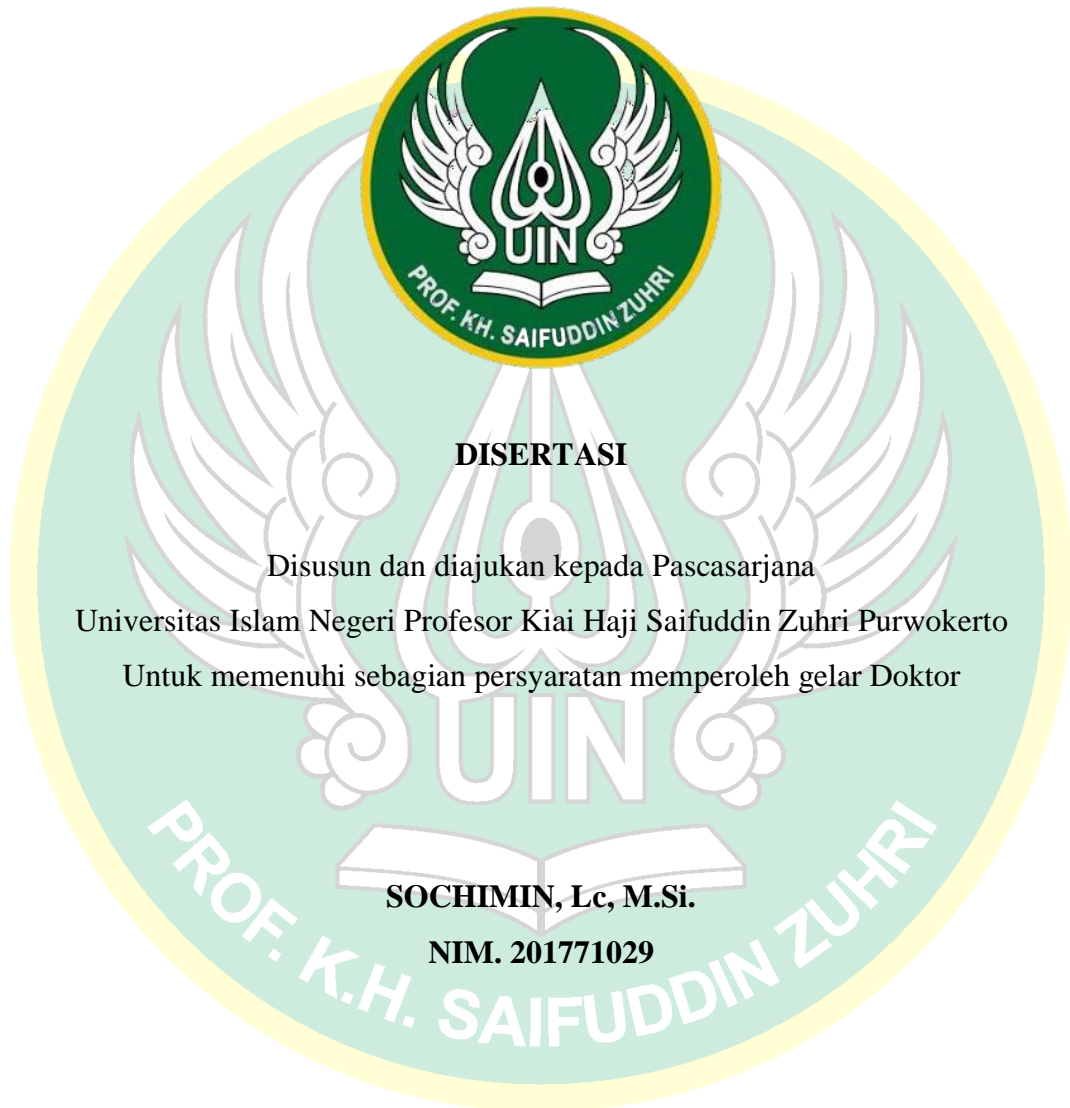 UIN
PROF. KH. SAIFUDDIN ZUHRI
DISERTASI
Disusun dan diajukan kepada Pascasarjana
Universitas Islam Negeri Profesor Kiai Haji Saifuddin Zuhri Purwokerto
Untuk memenuhi sebagian persyaratan memperoleh gelar Doktor
UIN
SOCHIMIN, Lc, M.Si.
NIM. 201771029
PROF. K.H. SAIFUDDIN ZUHRI